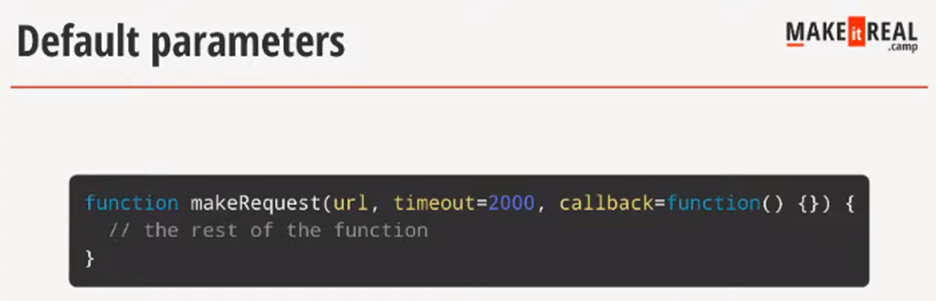 Default parameters
MAKE it REAL
.camp
function makeRequest(url, timeout=2000, callback=function() {}) {
  // the rest of the function
}